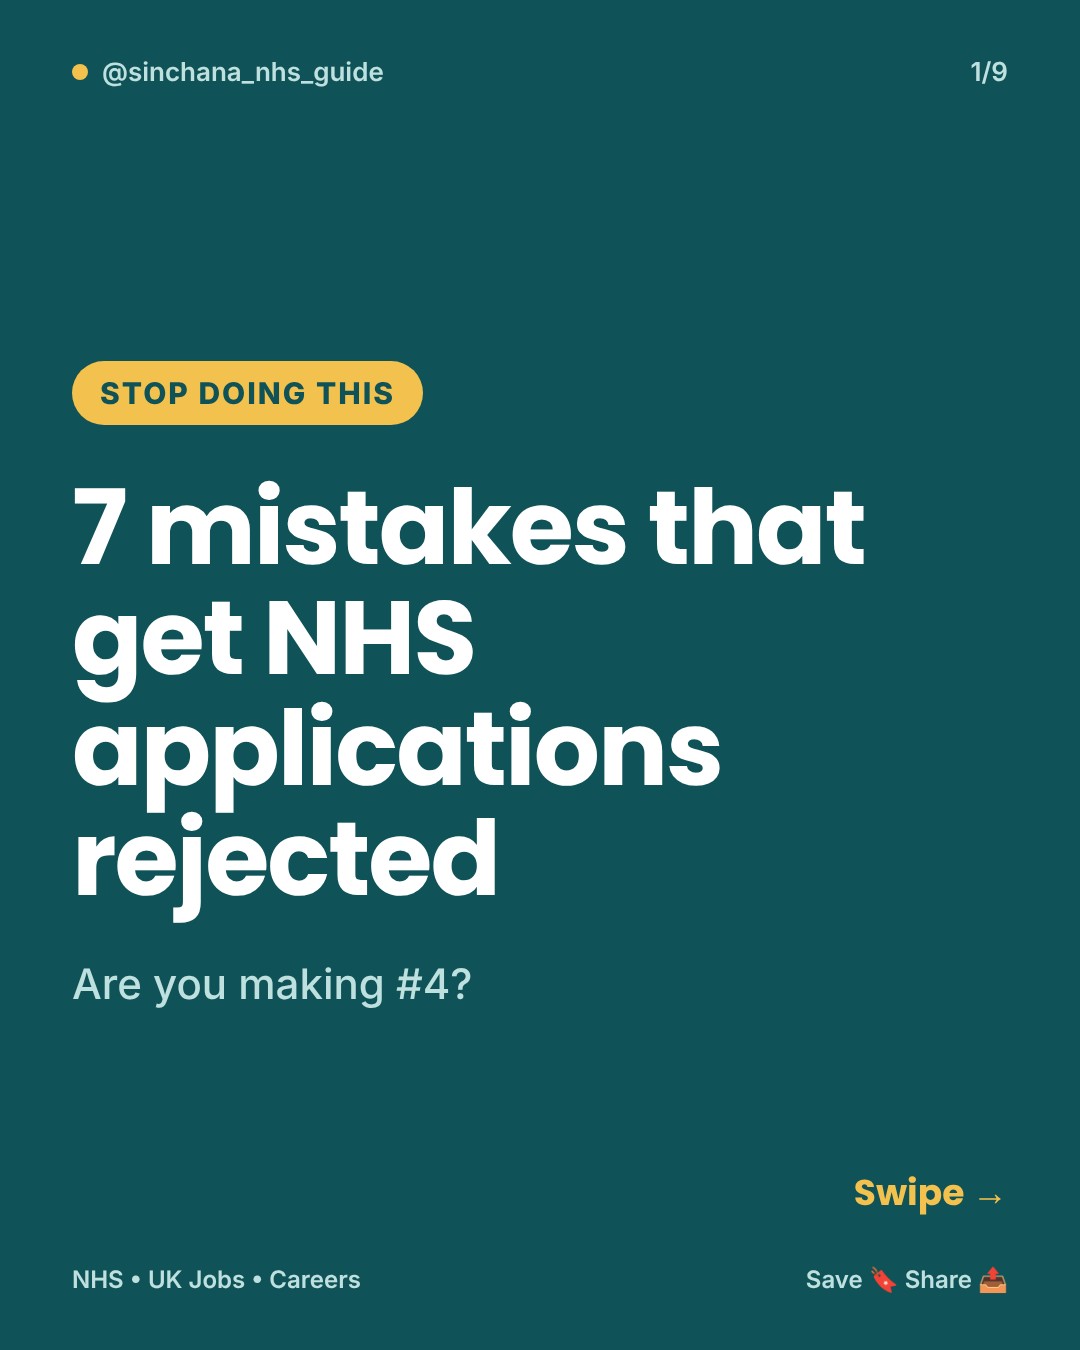 @sinchana_nhs_guide
1/9
STOP DOING THIS
7 mistakes that
get NHS
applications
rejected
Are you making #4?
Swipe →
NHS • UK Jobs • Careers
Save 🔖 Share 📤